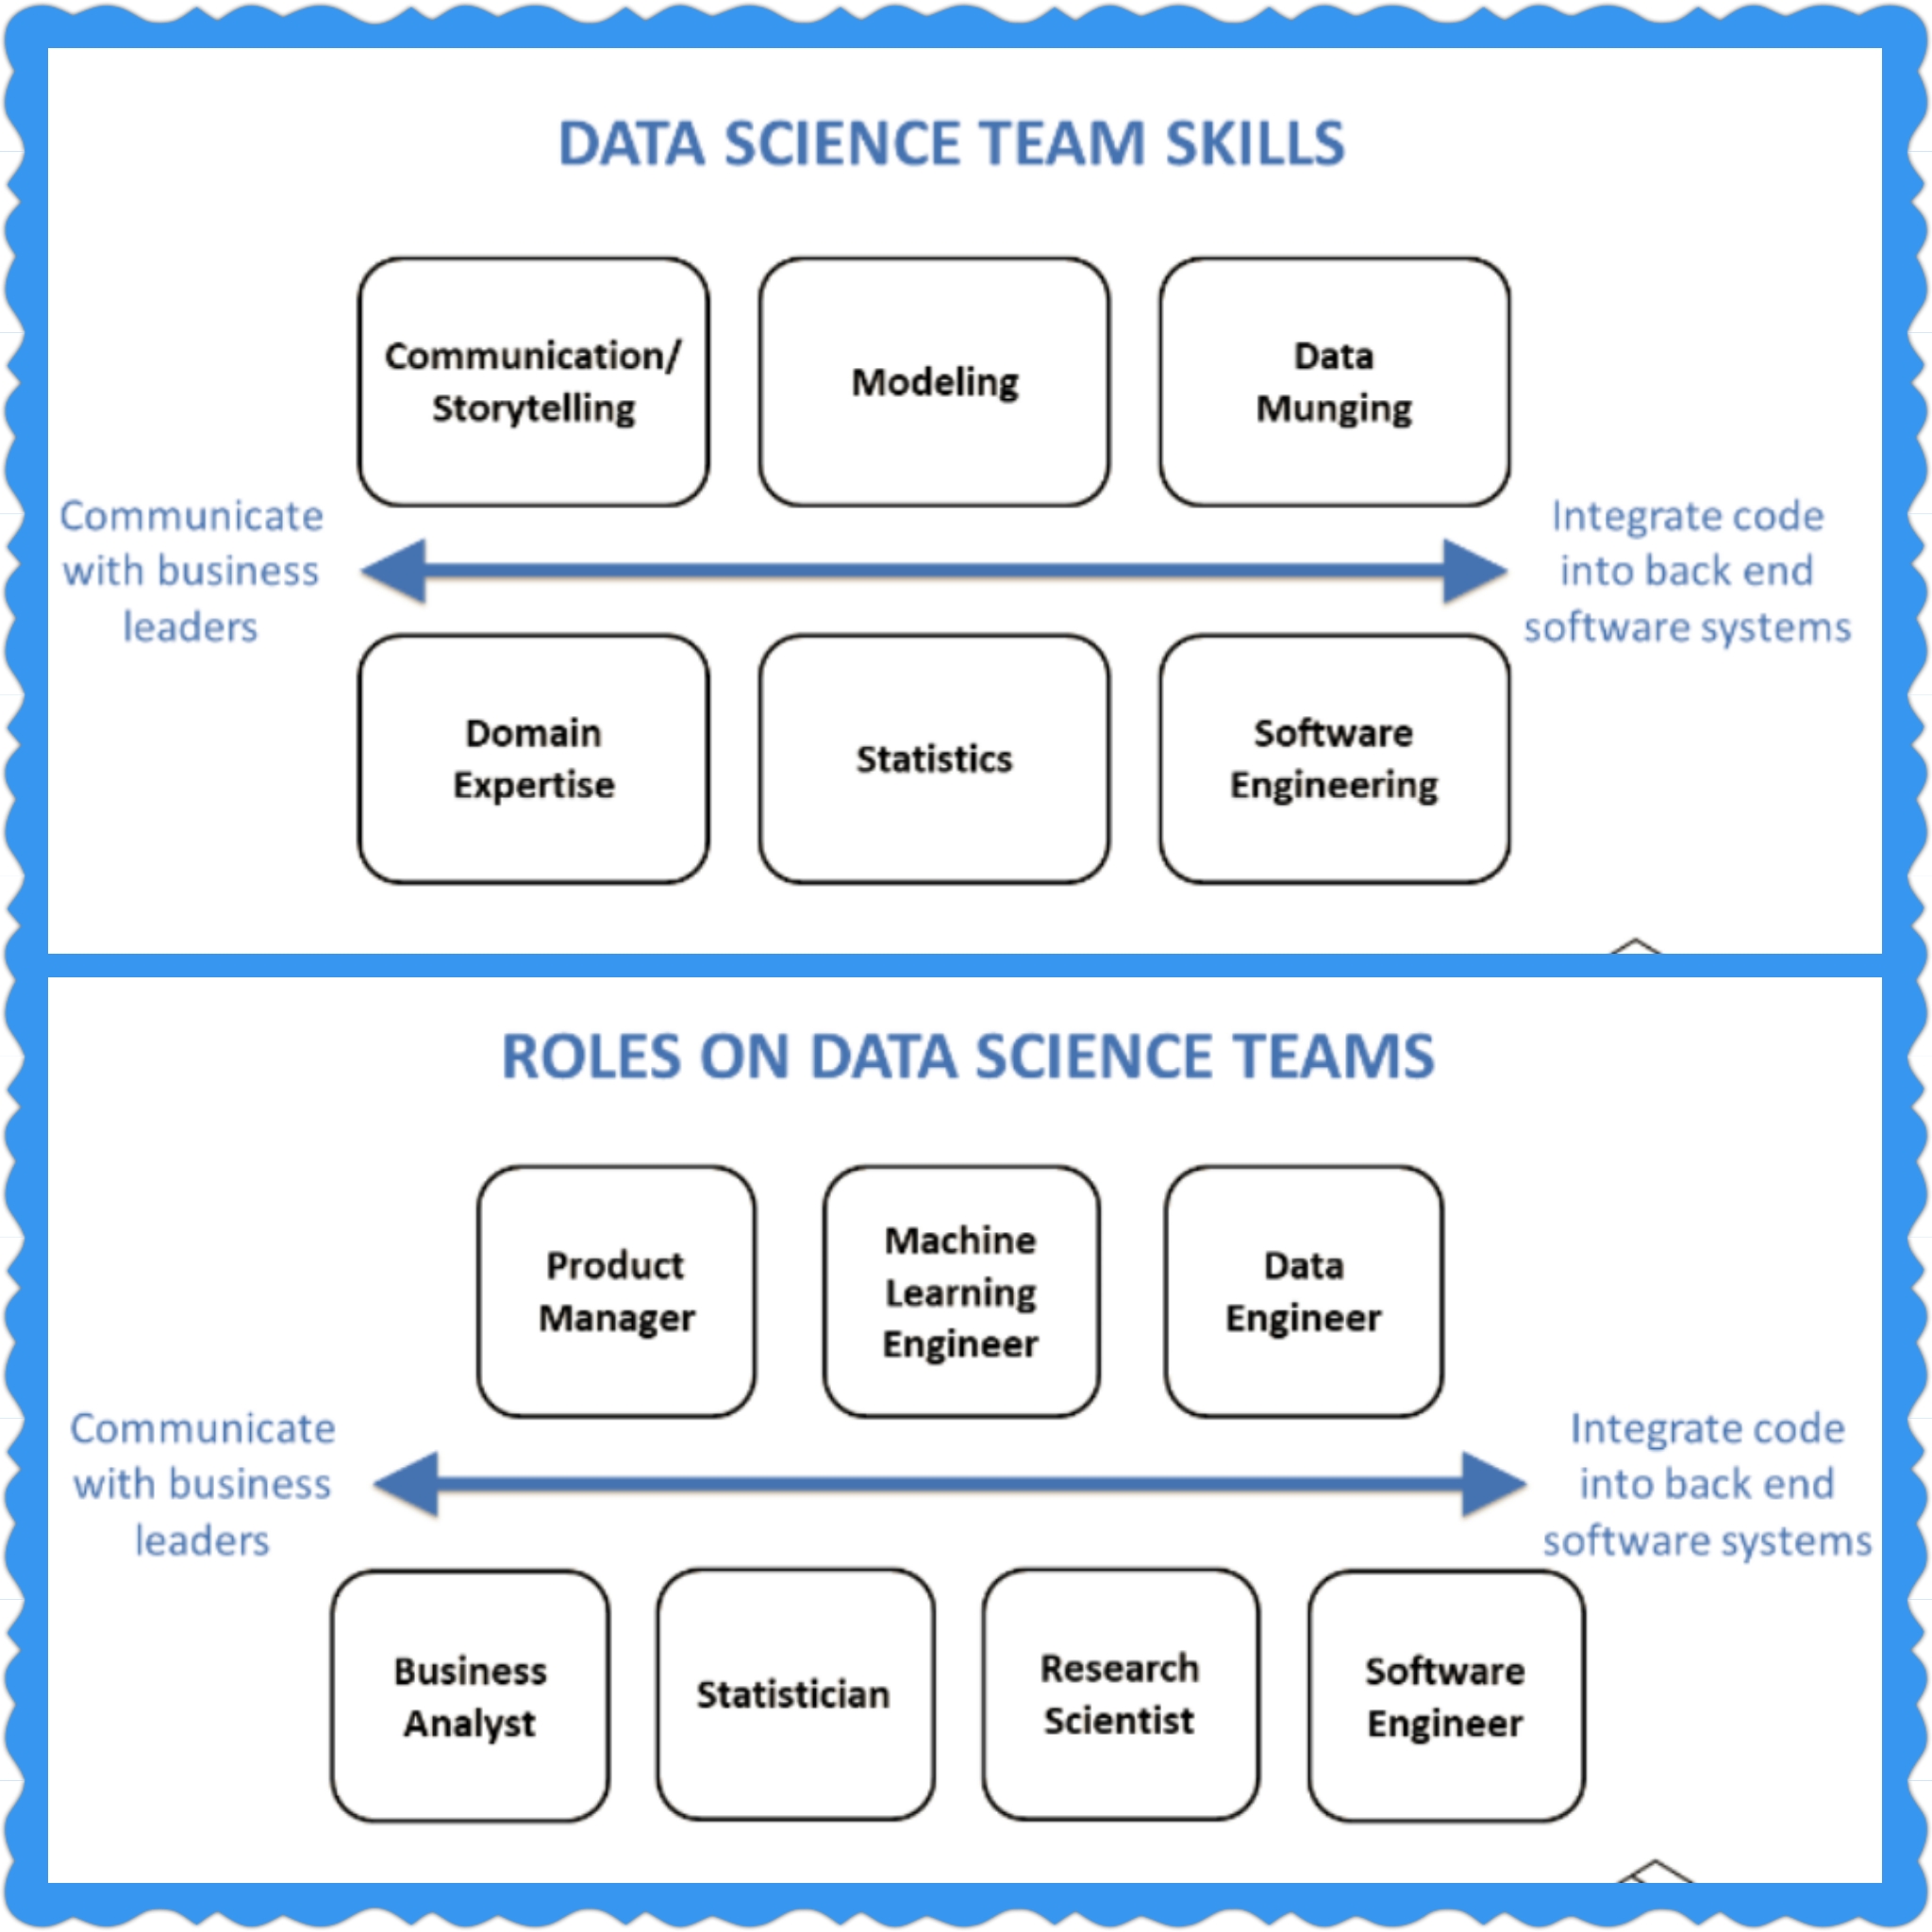 DATA SCIENCE TEAM SKILLS
Communication/
Storytelling
Modeling
Data
Munging
Communicate
with business
leaders
Integrate code
into back end
software systems
Domain
Expertise
Statistics
Software
Engineering
ROLES ON DATA SCIENCE TEAMS
Product
Manager
Machine
Learning
Engineer
Data
Engineer
Communicate
with business
leaders
Integrate code
into back end
software systems
Business
Analyst
Statistician
Research
Scientist
Software
Engineer